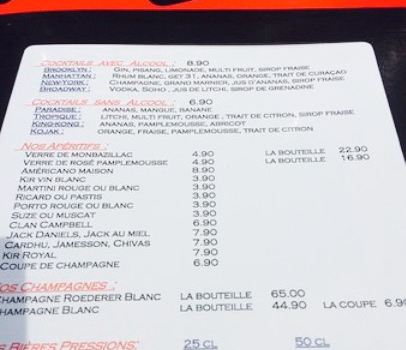 Cocktails avec Alcool : 8.90
Brooklyn : Gin, pisang, limonade, multi fruit, sirop fraise
Manhattan : Rhum blanc, get 31, ananas, orange, trait de curaçao
New-York : Champagne, grand marnier, jus d'ananas, sirop fraise
Broadway : Vodka, Soho, jus de litchi, sirop de grenadine
Cocktails sans Alcool : 6.90
Paradise : ananas, mangue, banane
Tropique : Litchi, multi fruit, orange, trait de citron, sirop fraise
King-Kong : Ananas, pamplemousse, abricot
Kojak : orange, fraise, pamplemousse, trait de citron
Nos Apéritifs :
Verre de monbazillac 4.90 la bouteille 22.90
Verre de rosé pamplemousse 4.90 la bouteille 16.90
Américano maison 8.90
Kir vin blanc 3.90
Martini rouge ou blanc 3.90
Ricard ou pastis 3.90
Porto rouge ou blanc 3.90
Suze ou muscat 3.90
Clan Campbell 6.90
Jack Daniels, Jack au miel 7.90
Cardhu, Jamesson, Chivas 7.90
Kir Royal 7.90
Coupe de champagne 6.90
Nos Champagnes :
Champagne Roederer Blanc la bouteille 65.00
Champagne Blanc la bouteille 44.90 la coupe 6.90
Nos Bières Pressions: 25 cl 50 cl